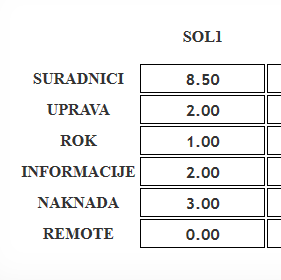 SOL1
SURADNICI 8.50
UPRAVA 2.00
ROK 1.00
INFORMACIJE 2.00
NAKNADA 3.00
REMOTE 0.00